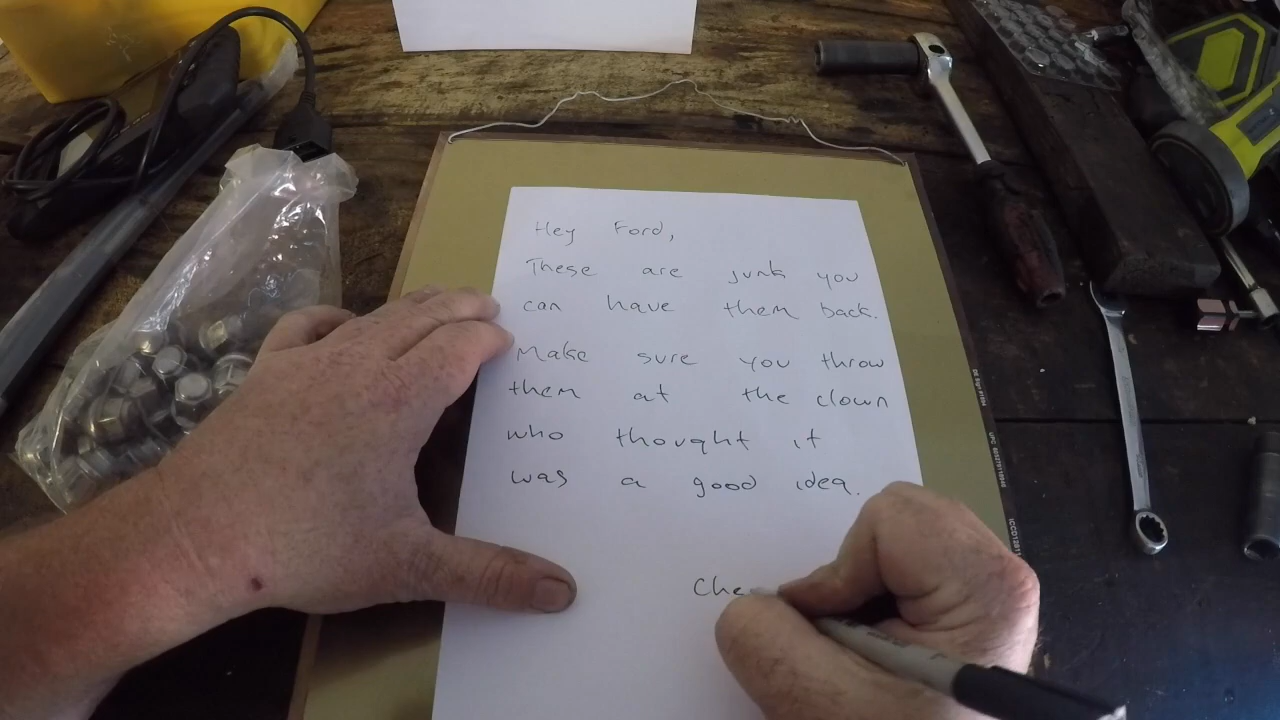 Hey Ford,
These are junk you
can have them back.
Make sure you throw
them at the clown
who thought it
was a good idea.
Che